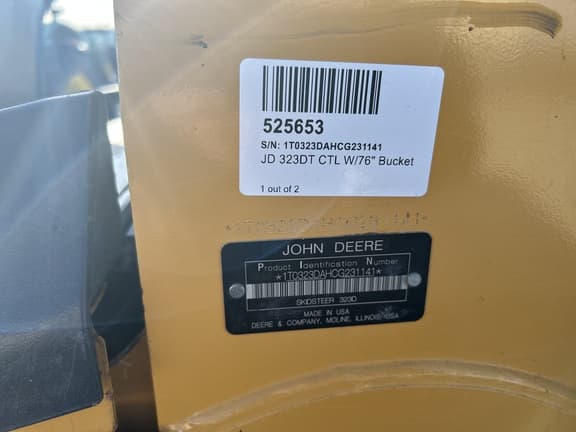 525653
S/N: 1T0323DAHCG231141
JD 323DT CTL W/76" Bucket
1 out of 2
JOHN DEERE
Product Identification Number
*1T0323DAHCG231141*
SKIDSTEER 323D
MADE IN USA
DEERE & COMPANY, MOLINE, ILLINOIS, USA